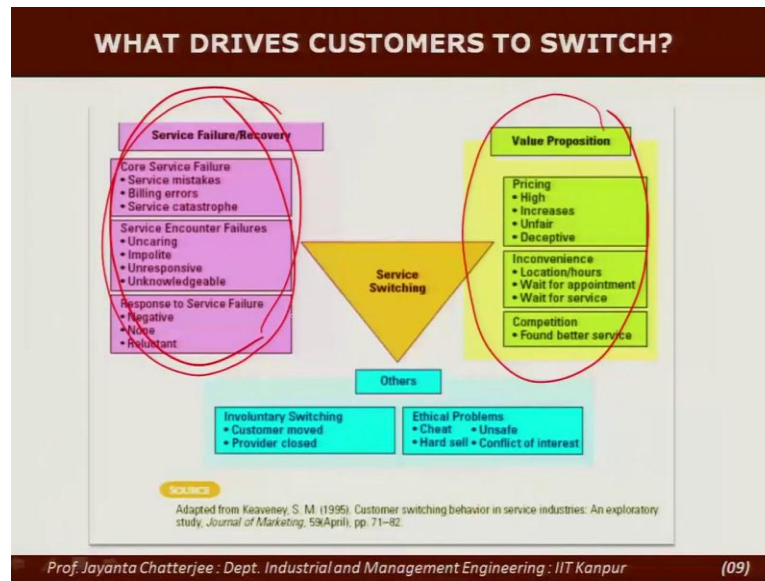 WHAT DRIVES CUSTOMERS TO SWITCH?
Service Failure/Recovery
Core Service Failure
• Service mistakes
• Billing errors
• Service catastrophe
Service Encounter Failures
• Uncaring
• Impolite
• Unresponsive
• Unknowledgeable
Response to Service Failure
• Negative
• None
• Reluctant
Service
Switching
Value Proposition
Pricing
• High
• Increases
• Unfair
• Deceptive
Inconvenience
• Location/hours
• Wait for appointment
• Wait for service
Competition
• Found better service
Others
Involuntary Switching
• Customer moved
• Provider closed
Ethical Problems
• Cheat • Unsafe
• Hard sell • Conflict of interest
SOURCE
Adapted from Keaveney, S. M. (1995). Customer switching behavior in service industries: An exploratory
study, Journal of Marketing, 59(April), pp. 71–82.
Prof. Jayanta Chatterjee : Dept. Industrial and Management Engineering : IIT Kanpur (09)